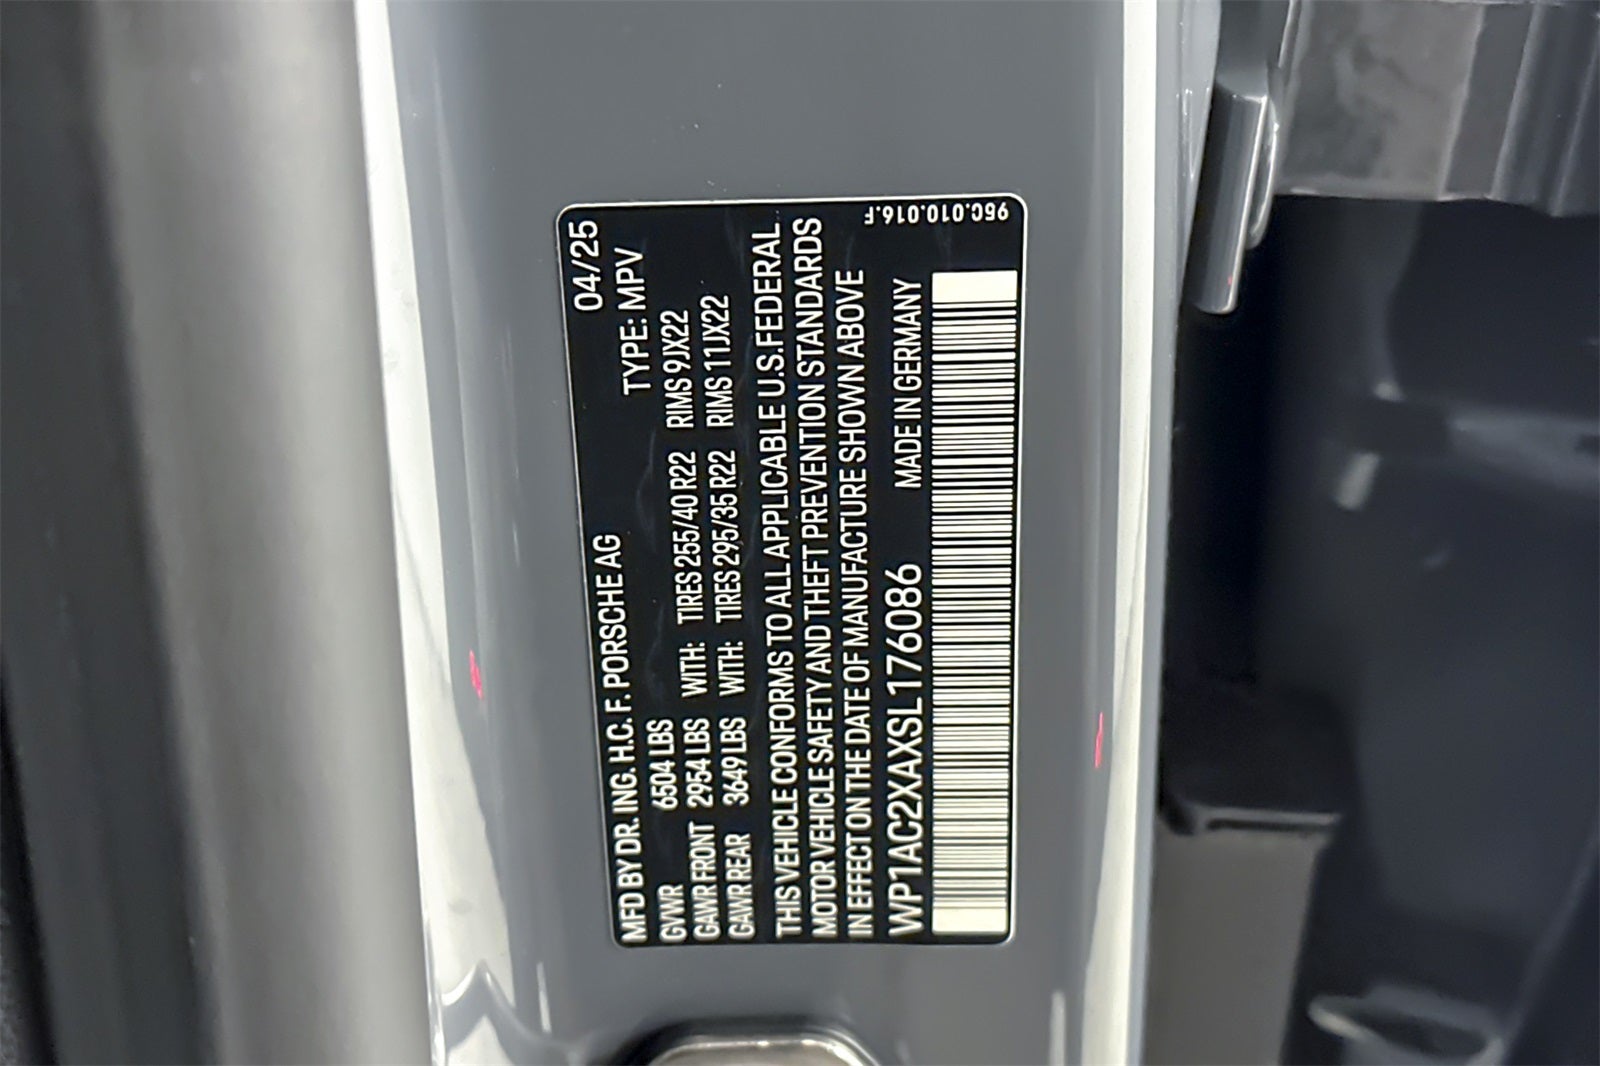 MFD BY DR. ING. H.C. F. PORSCHE AG 04/25
GVWR 6504 LBS TYPE: MPV
GAWR FRONT 2954 LBS WITH: TIRES 255/40 R22 RIMS 9JX22
GAWR REAR 3649 LBS WITH: TIRES 295/35 R22 RIMS 11JX22
THIS VEHICLE CONFORMS TO ALL APPLICABLE U.S.FEDERAL
MOTOR VEHICLE SAFETY AND THEFT PREVENTION STANDARDS
IN EFFECT ON THE DATE OF MANUFACTURE SHOWN ABOVE
WP1AC2XAXSL176086 MADE IN GERMANY
95C.010.016.F